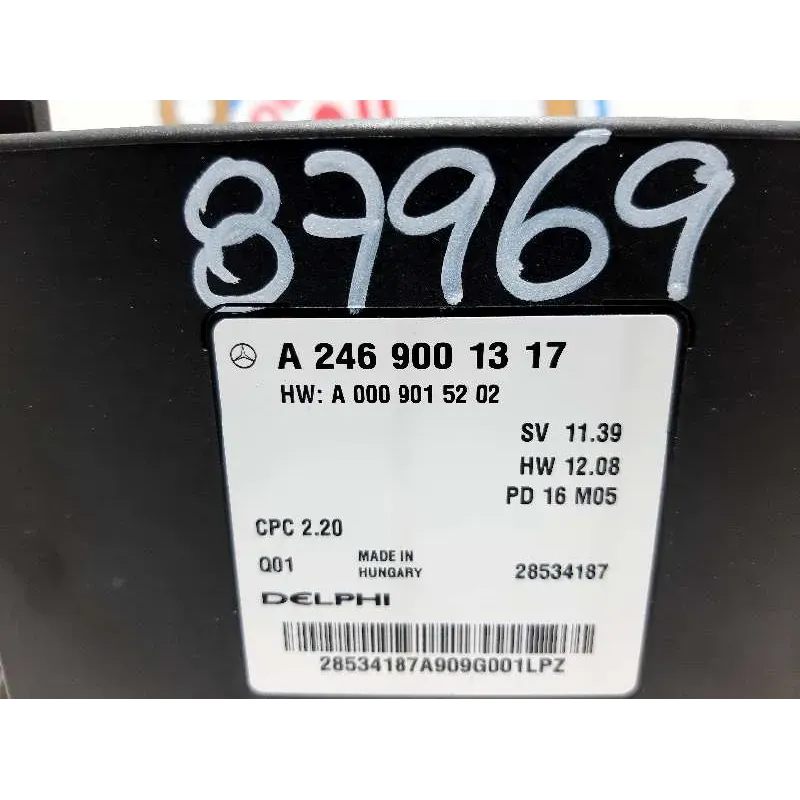 87969
A 246 900 13 17
HW: A 000 901 52 02
SV 11.39
HW 12.08
PD 16 M05
CPC 2.20
Q01 MADE IN HUNGARY 28534187
DELPHI
28534187A909G001LPZ